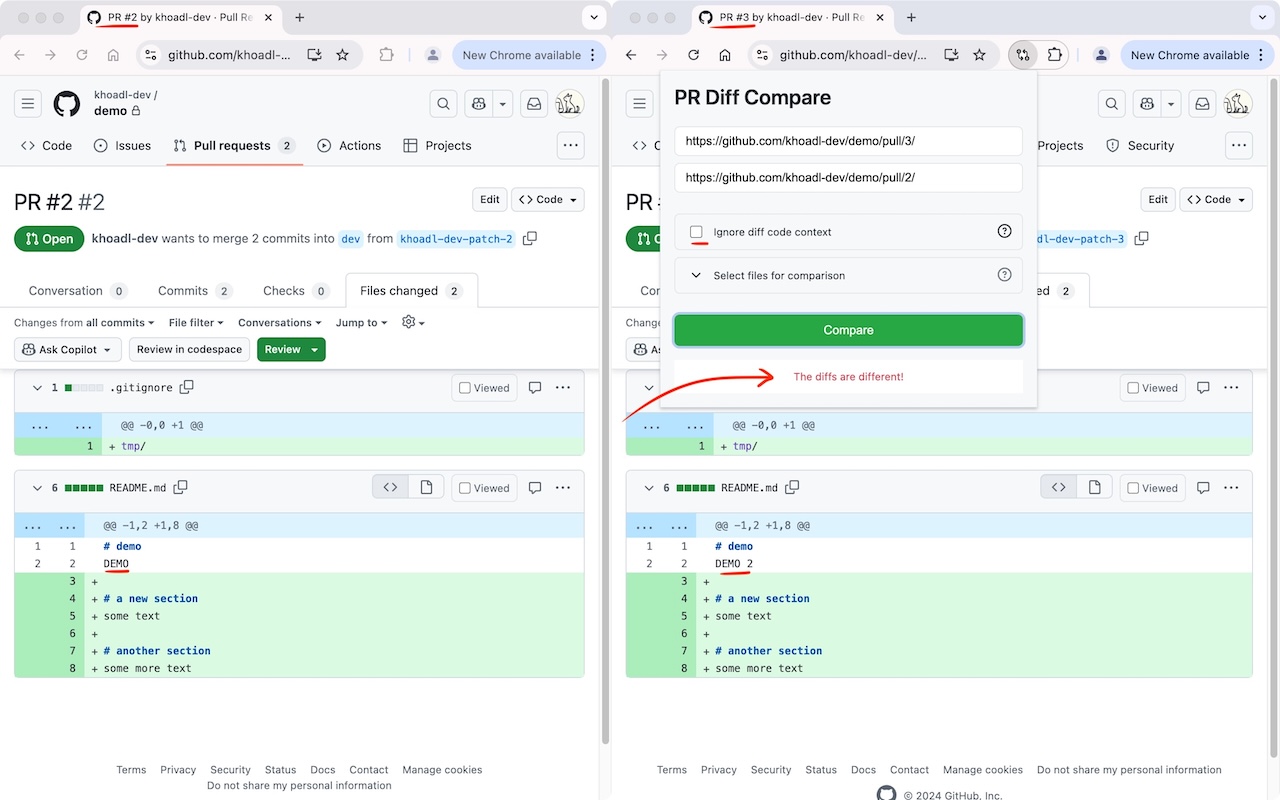 PR #2 by khoadl-dev · Pull Re
github.com/khoadl-...
New Chrome available
khoadl-dev /
demo
Code
Issues
Pull requests 2
Actions
Projects
PR #2 #2
Edit
<> Code
Open
khoadl-dev wants to merge 2 commits into dev from khoadl-dev-patch-2
Conversation 0
Commits 2
Checks 0
Files changed 2
Changes from all commits
File filter
Conversations
Jump to
Ask Copilot
Review in codespace
Review
1 .gitignore
Viewed
...
... ... @@ -0,0 +1 @@
1 + tmp/
6 README.md
Viewed
...
... ... @@ -1,2 +1,8 @@
1 1 # demo
2 2 DEMO
3 +
4 + # a new section
5 + some text
6 +
7 + # another section
8 + some more text
Terms Privacy Security Status Docs Contact Manage cookies
Do not share my personal information
PR #3 by khoadl-dev · Pull Re
github.com/khoadl-dev/...
New Chrome available
PR Diff Compare
https://github.com/khoadl-dev/demo/pull/3/
https://github.com/khoadl-dev/demo/pull/2/
Ignore diff code context
Select files for comparison
Compare
The diffs are different!
Projects
Security
PR
Edit
<> Code
dl-dev-patch-3
ed 2
Viewed
...
... ... @@ -0,0 +1 @@
1 + tmp/
6 README.md
Viewed
...
... ... @@ -1,2 +1,8 @@
1 1 # demo
2 2 DEMO 2
3 +
4 + # a new section
5 + some text
6 +
7 + # another section
8 + some more text
Terms Privacy Security Status Docs Contact Manage cookies Do not share my personal information
© 2024 GitHub, Inc.